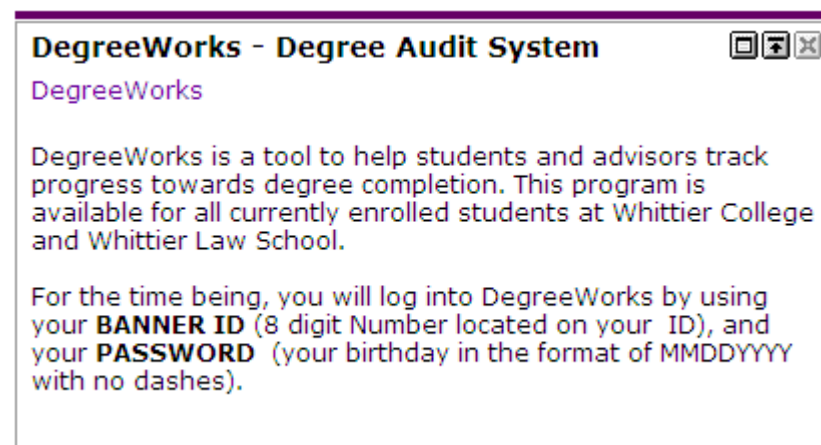 DegreeWorks - Degree Audit System
DegreeWorks
DegreeWorks is a tool to help students and advisors track
progress towards degree completion. This program is
available for all currently enrolled students at Whittier College
and Whittier Law School.
For the time being, you will log into DegreeWorks by using
your BANNER ID (8 digit Number located on your  ID), and
your PASSWORD  (your birthday in the format of MMDDYYYY
with no dashes).